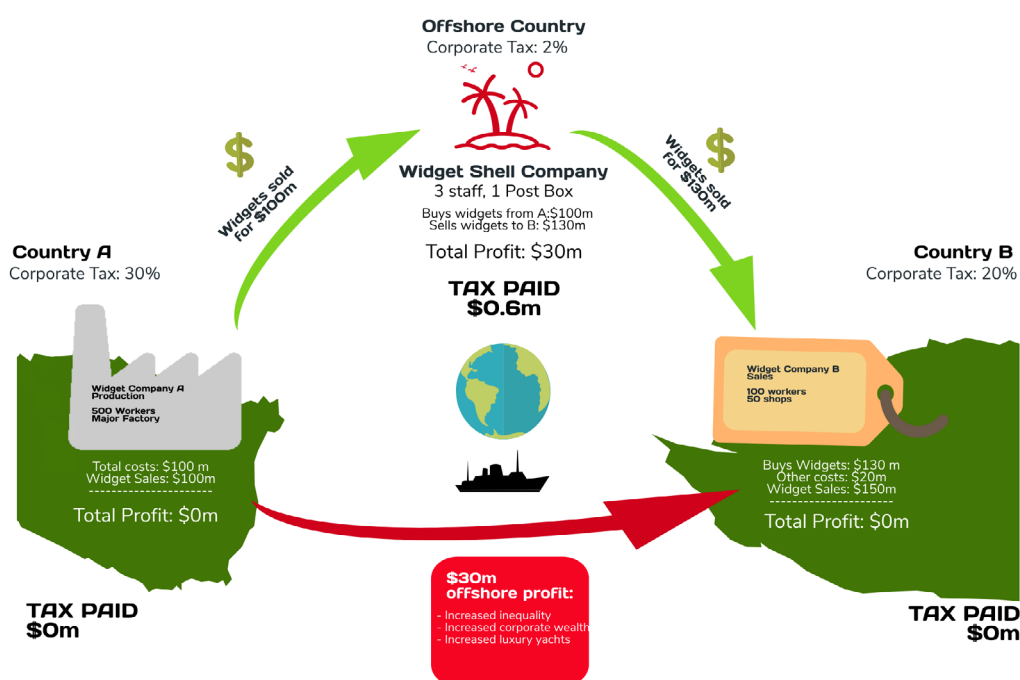 Offshore Country
Corporate Tax: 2%
$
Widgets sold
for $100m
$
Widgets sold
for $130m
Widget Shell Company
3 staff, 1 Post Box
Buys widgets from A:$100m
Sells widgets to B: $130m
Total Profit: $30m
TAX PAID
$0.6m
Country A
Corporate Tax: 30%
Widget Company A
Production
500 Workers
Major Factory
Total costs: $100 m
Widget Sales: $100m
--------------------
Total Profit: $0m
TAX PAID
$0m
Country B
Corporate Tax: 20%
Widget Company B
Sales
100 workers
50 shops
Buys Widgets: $130 m
Other costs: $20m
Widget Sales: $150m
--------------------
Total Profit: $0m
TAX PAID
$0m
$30m
offshore profit:
- Increased inequality
- Increased corporate wealth
- Increased luxury yachts